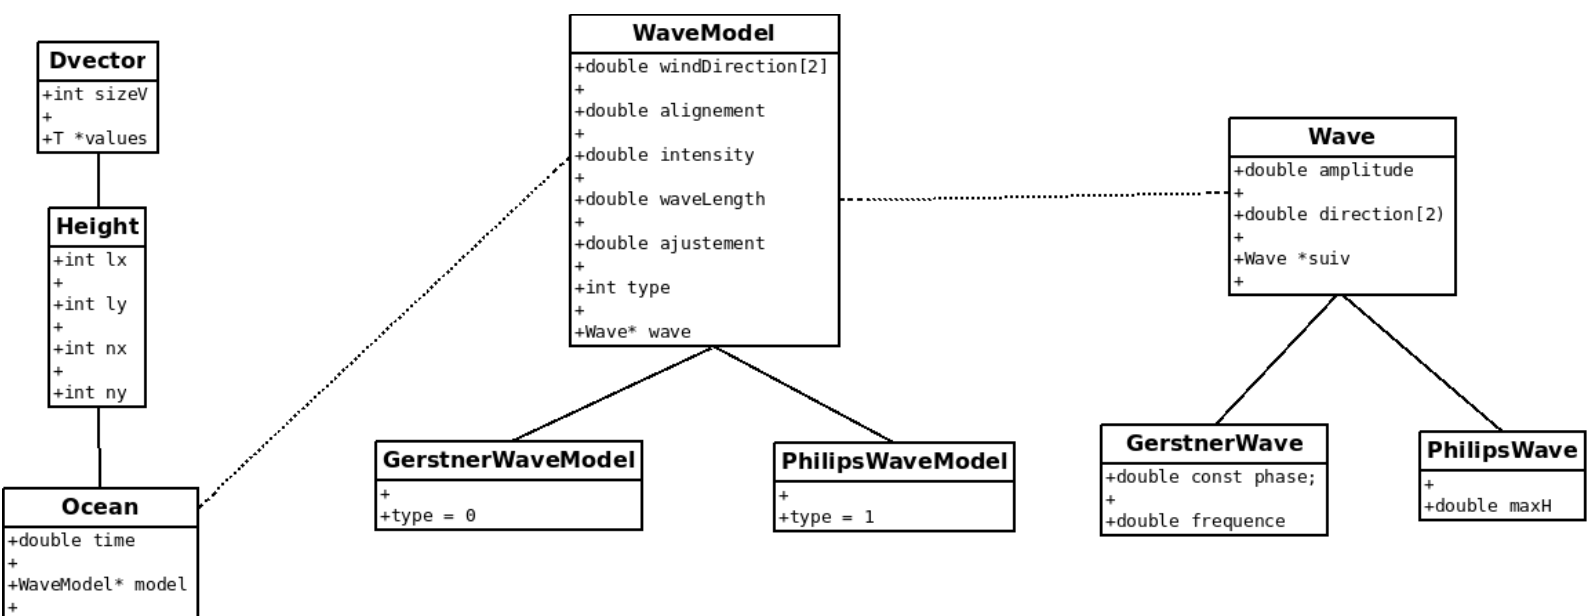 Dvector
+int sizeV
+
+T *values
Height
+int lx
+
+int ly
+
+int nx
+
+int ny
Ocean
+double time
+
+WaveModel* model
+
WaveModel
+double windDirection[2]
+
+double alignement
+
+double intensity
+
+double waveLength
+
+double ajustement
+
+int type
+
+Wave* wave
GerstnerWaveModel
+
+type = 0
PhilipsWaveModel
+
+type = 1
Wave
+double amplitude
+
+double direction[2)
+
+Wave *suiv
+
GerstnerWave
+double const phase;
+
+double frequence
PhilipsWave
+
+double maxH